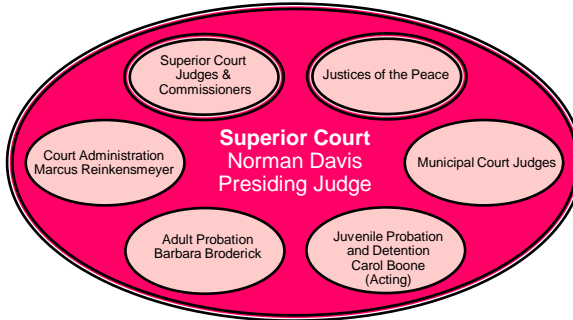 Superior Court
Judges &
Commissioners
Justices of the Peace
Superior Court
Norman Davis
Presiding Judge
Court Administration
Marcus Reinkensmeyer
Municipal Court Judges
Adult Probation
Barbara Broderick
Juvenile Probation
and Detention
Carol Boone
(Acting)